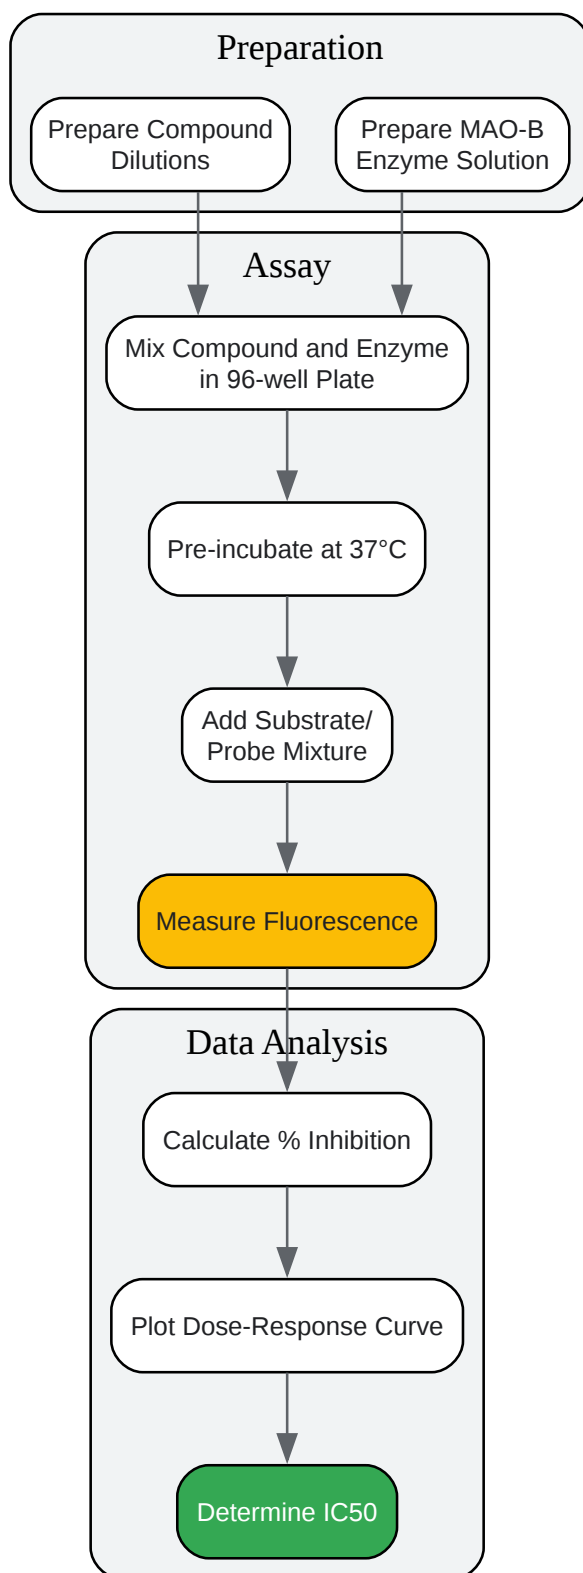 Preparation
Prepare Compound
Dilutions
Prepare MAO-B
Enzyme Solution
Assay
Mix Compound and Enzyme
in 96-well Plate
Pre-incubate at 37°C
Add Substrate/
Probe Mixture
Measure Fluorescence
Data Analysis
Calculate % Inhibition
Plot Dose-Response Curve
Determine IC50